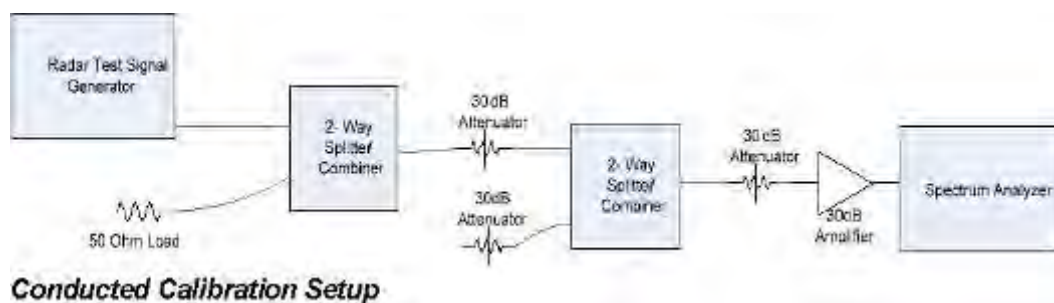 Radar Test Signal
Generator
50 Ohm Load
2- Way
Splitter/
Combiner
30dB
Attenuator
30dB
Attenuator
2- Way
Splitter/
Combiner
30dB
Attenuator
30dB
Amplifier
Spectrum Analyzer
Conducted Calibration Setup